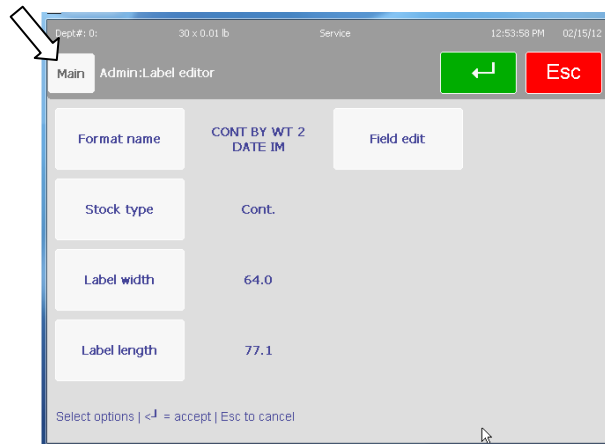 Dept#: 0: 30 x 0.01 lb Service 12:53:58 PM 02/15/12
Main Admin:Label editor Esc
Format name CONT BY WT 2 DATE IM Field edit
Stock type Cont.
Label width 64.0
Label length 77.1
Select options | <┘ = accept | Esc to cancel